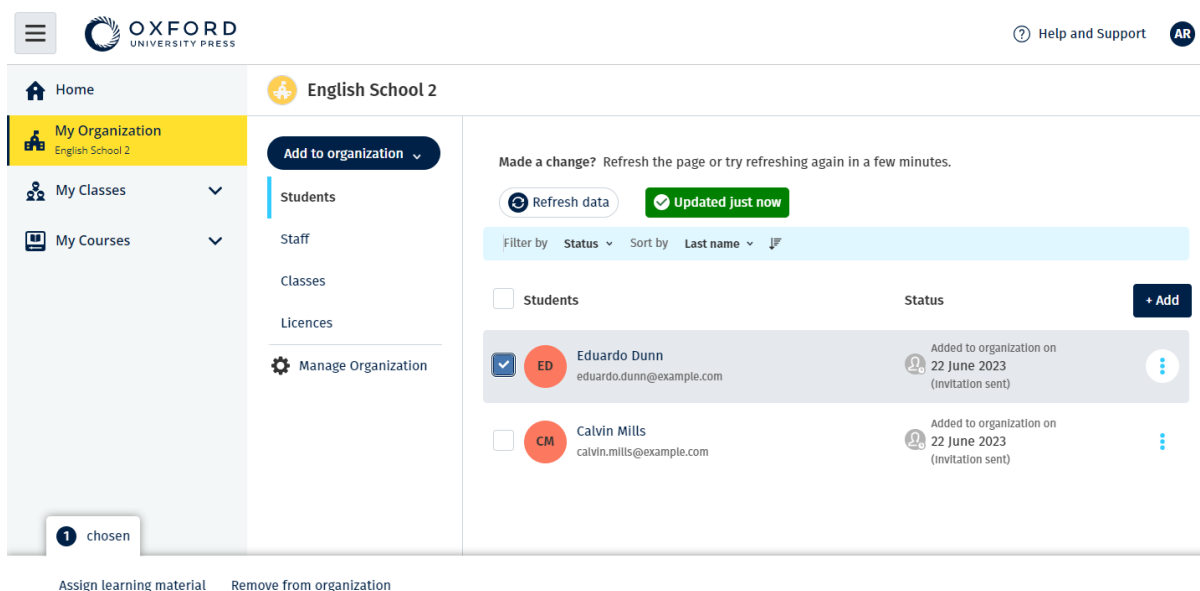 OXFORD
UNIVERSITY PRESS
? Help and Support
AR
Home
My Organization
English School 2
My Classes
My Courses
English School 2
Add to organization
Students
Staff
Classes
Licences
Manage Organization
Made a change? Refresh the page or try refreshing again in a few minutes.
Refresh data
Updated just now
Filter by Status Sort by Last name
Students Status + Add
ED
Eduardo Dunn
eduardo.dunn@example.com
Added to organization on
22 June 2023
(Invitation sent)
CM
Calvin Mills
calvin.mills@example.com
Added to organization on
22 June 2023
(Invitation sent)
1 chosen
Assign learning material Remove from organization